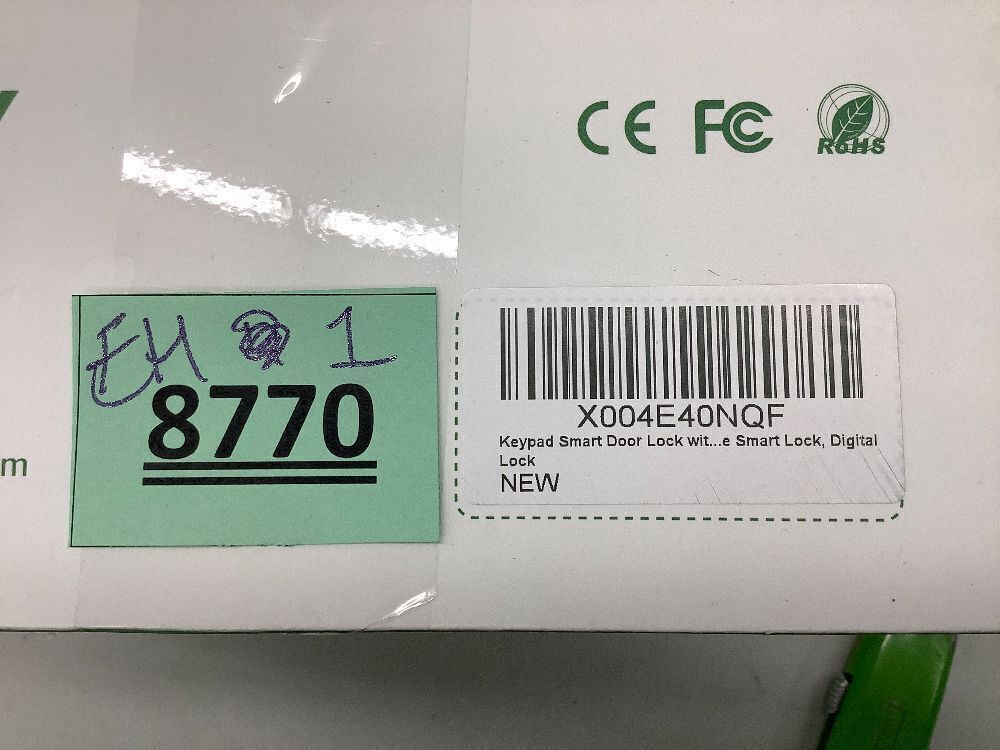 CE FC RoHS
EH 1
8770
m
X004E40NQF
Keypad Smart Door Lock wit...e Smart Lock, Digital
Lock
NEW